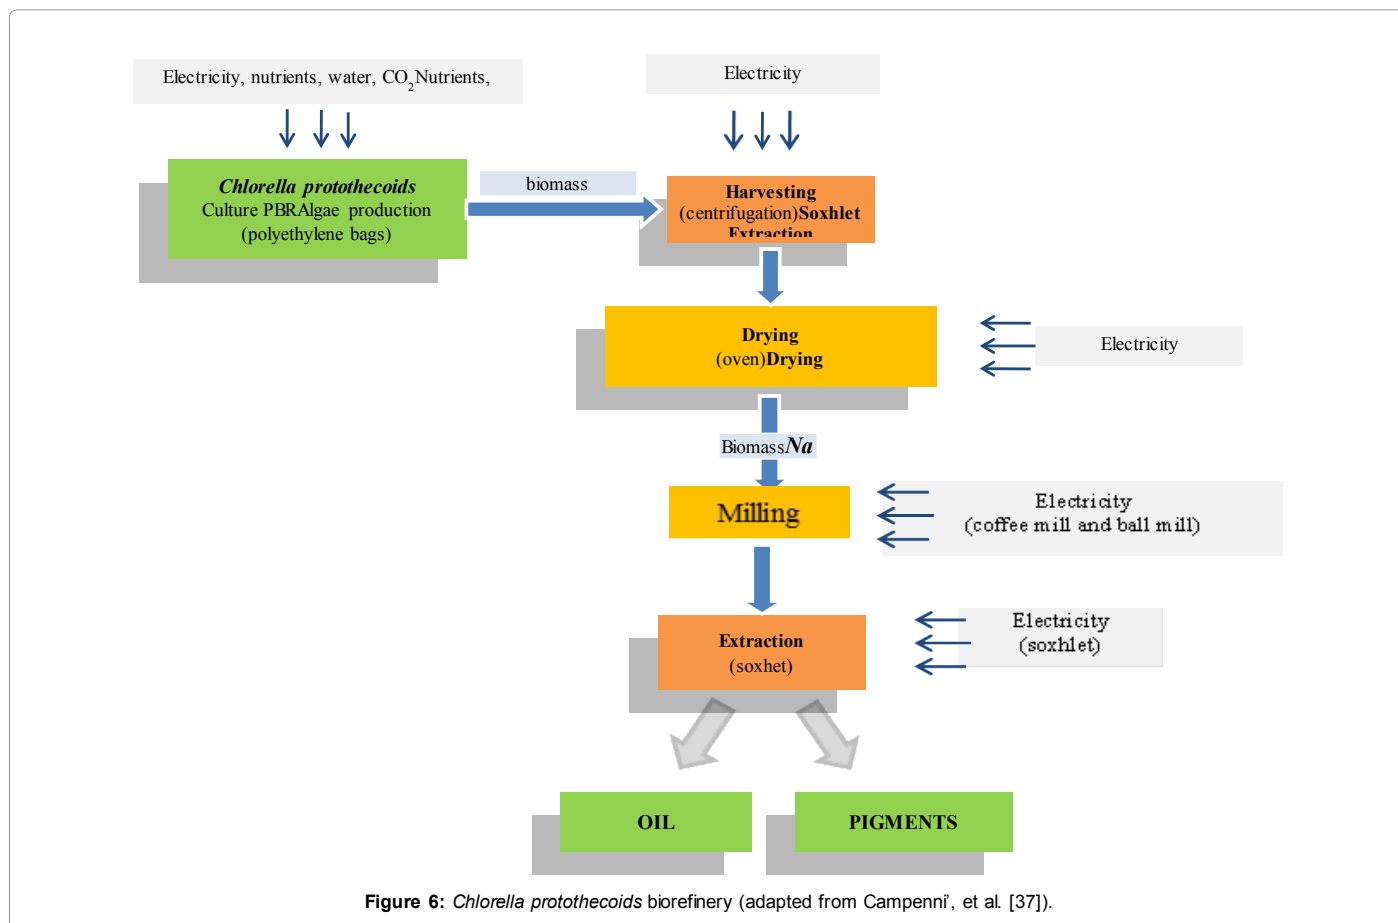 Electricity, nutrients, water, CO2Nutrients,
Electricity
Chlorella protothecoids
Culture PBRAlgae production
(polyethylene bags)
biomass
Harvesting
(centrifugation)Soxhlet
Extraction
Drying
(oven)Drying
Electricity
BiomassNa
Milling
Electricity
(coffee mill and ball mill)
Extraction
(soxhet)
Electricity
(soxhlet)
OIL
PIGMENTS
Figure 6: Chlorella protothecoids biorefinery (adapted from Campenni', et al. [37]).